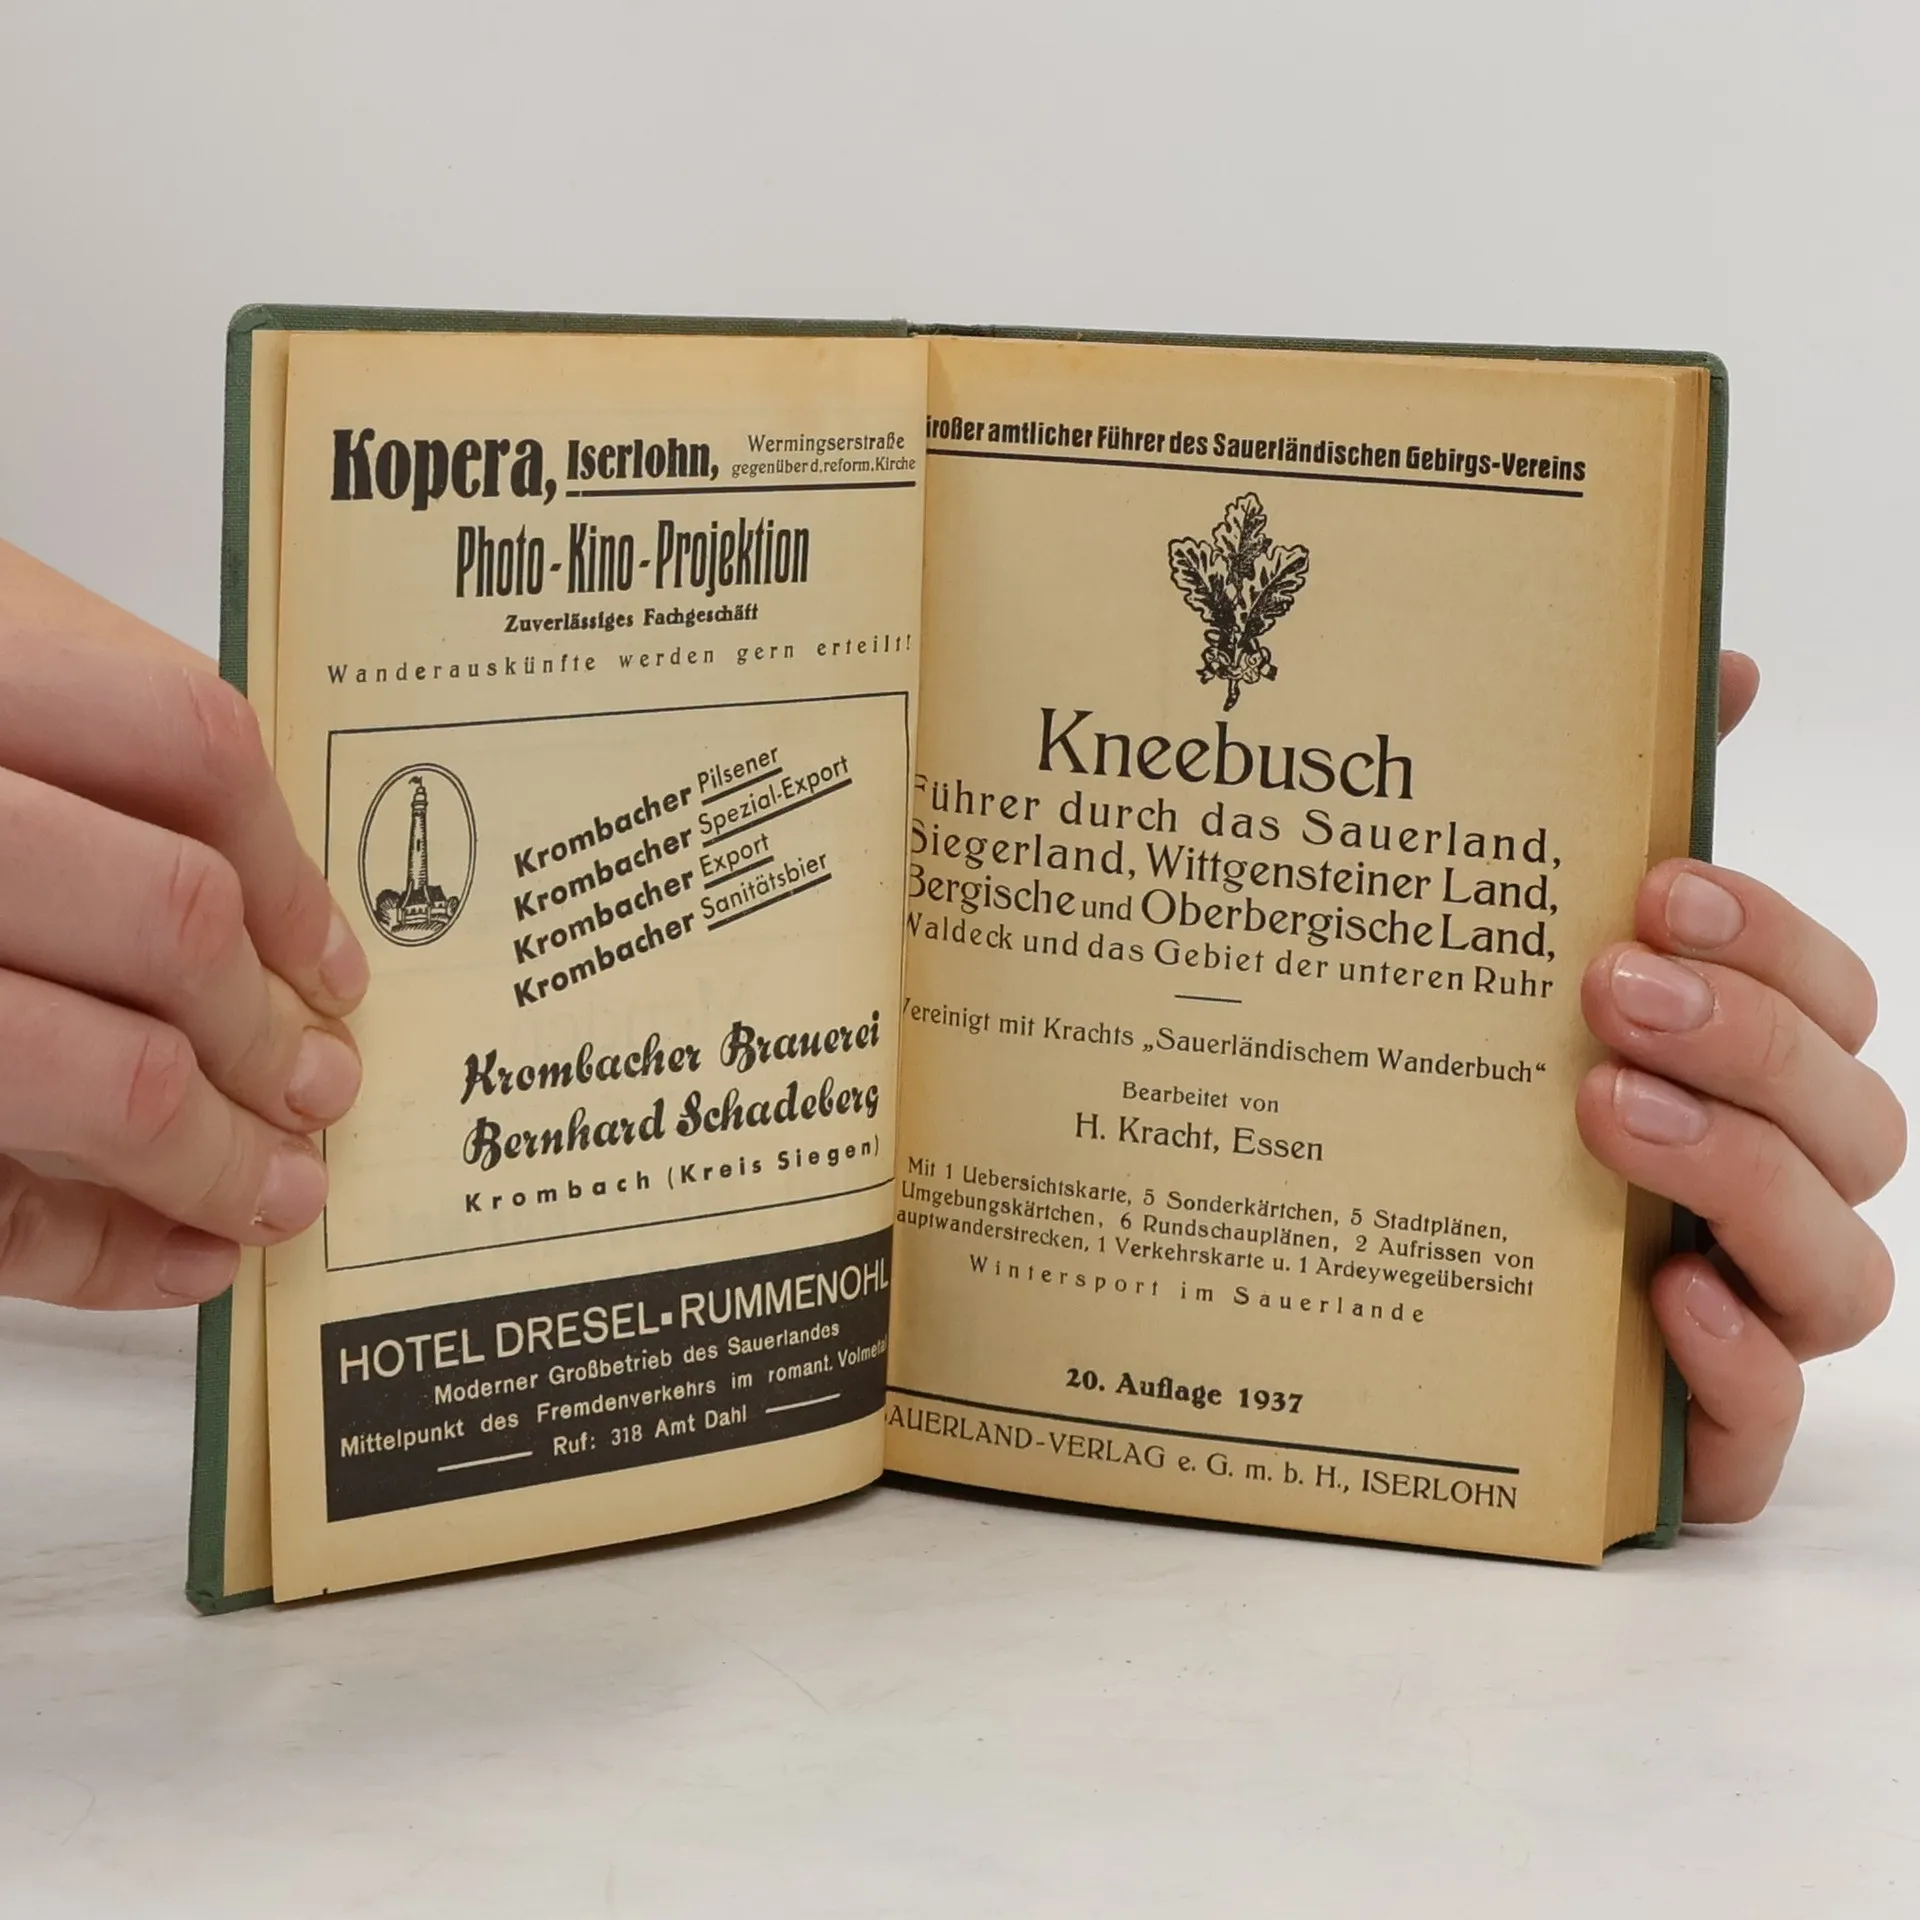 Kopera, Iserlohn, Wermingserstraße
gegenüber d. reform. Kirche
Photo-Kino-Projektion
Zuverlässiges Fachgeschäft
Wanderauskünfte werden gern erteilt!
Krombacher Pilsener
Krombacher Spezial-Export
Krombacher Export
Krombacher Sanitätsbier
Krombacher Brauerei
Bernhard Schadeberg
Krombach (Kreis Siegen)
HOTEL DRESEL-RUMMENOHL
Moderner Großbetrieb des Sauerlandes
Mittelpunkt des Fremdenverkehrs im romant. Volmetal
Ruf: 318 Amt Dahl
roßer amtlicher Führer des Sauerländischen Gebirgs-Vereins
Kneebusch
Führer durch das Sauerland,
Siegerland, Wittgensteiner Land,
Bergische und Oberbergische Land,
Waldeck und das Gebiet der unteren Ruhr
Vereinigt mit Krachts „Sauerländischem Wanderbuch“
Bearbeitet von
H. Kracht, Essen
Mit 1 Uebersichtskarte, 5 Sonderkärtchen, 5 Stadtplänen,
Umgebungskärtchen, 6 Rundschauplänen, 2 Aufrissen von
auptwanderstrecken, 1 Verkehrskarte u. 1 Ardeywegeübersicht
Wintersport im Sauerlande
20. Auflage 1937
SAUERLAND-VERLAG e. G. m. b. H., ISERLOHN